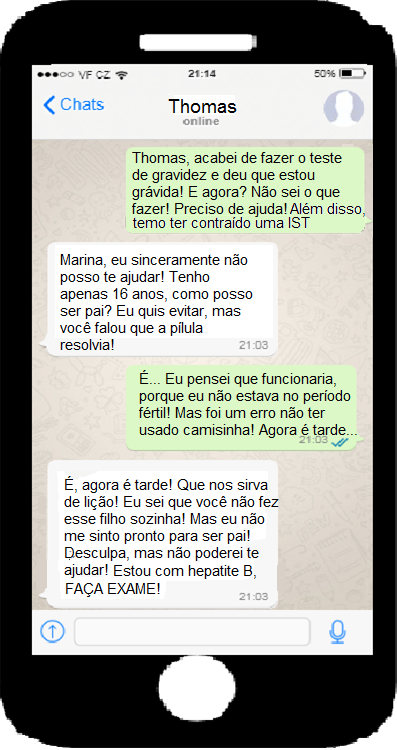 VF CZ 21:14 50%
Chats Thomas
online
Thomas, acabei de fazer o teste
de gravidez e deu que estou
grávida! E agora? Não sei o que
fazer! Preciso de ajuda! Além disso,
temo ter contraído uma IST
Marina, eu sinceramente não
posso te ajudar! Tenho
apenas 16 anos, como posso
ser pai? Eu quis evitar, mas
você falou que a pílula
resolvia!
21:03
É... Eu pensei que funcionaria,
porque eu não estava no período
fértil! Mas foi um erro não ter
usado camisinha! Agora é tarde...
21:03
É, agora é tarde! Que nos sirva
de lição! Eu sei que você não fez
esse filho sozinha! Mas eu não
me sinto pronto para ser pai!
Desculpa, mas não poderei te
ajudar! Estou com hepatite B,
FAÇA EXAME!
21:03